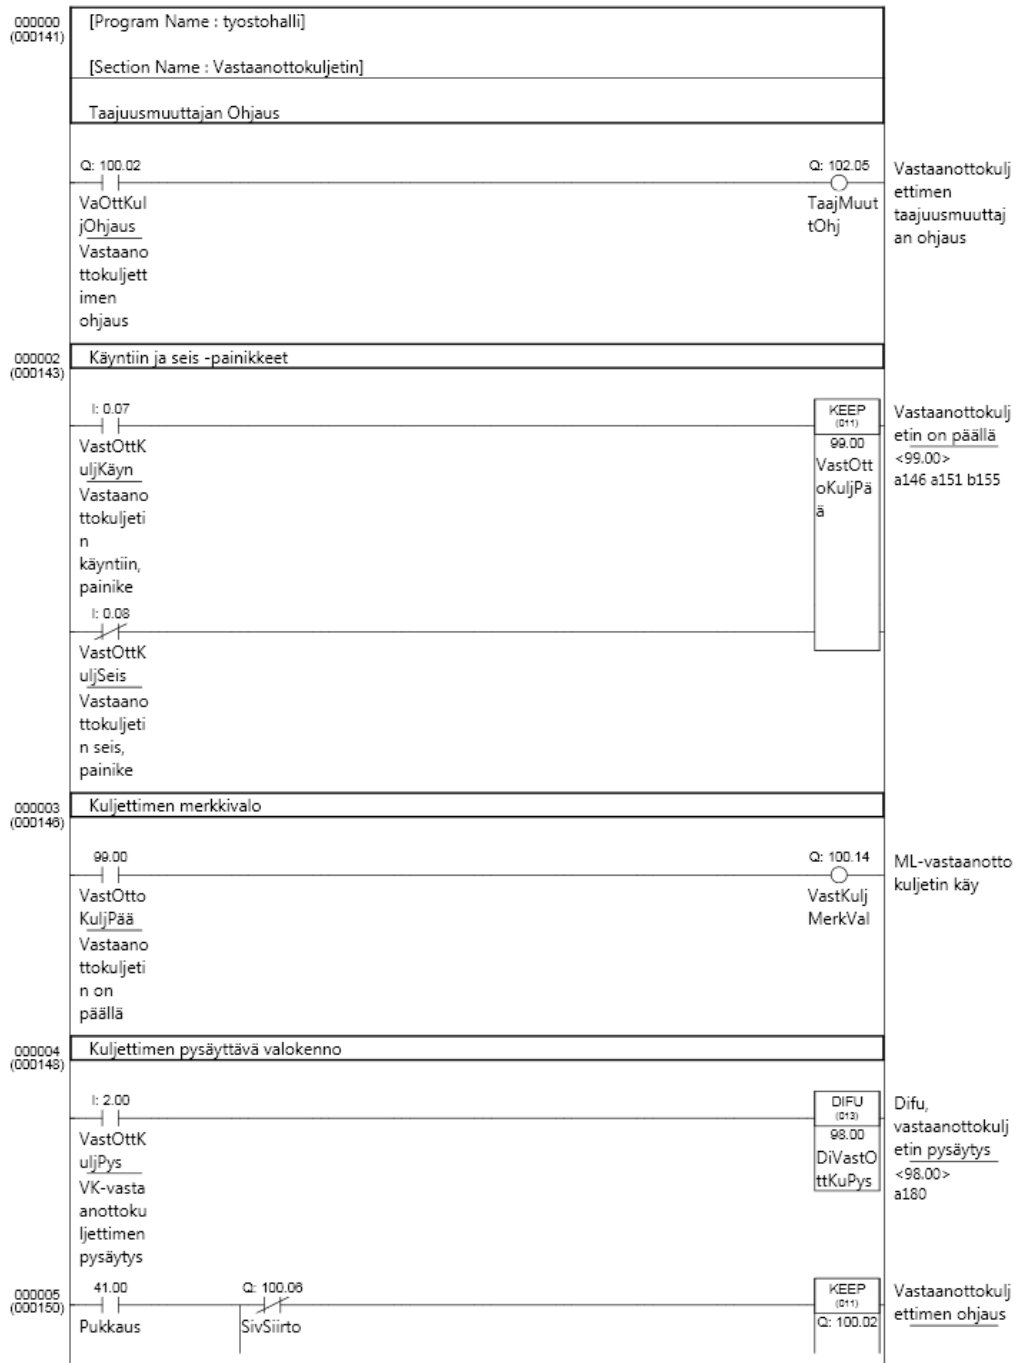 000000
(000141)
[Program Name : tyostohalli]
[Section Name : Vastaanottokuljetin]
Taajuusmuuttajan Ohjaus
Q: 100.02
VaOttKul
jOhjaus
Vastaano
ttokuljett
imen
ohjaus
Q: 102.05
TaajMuut
tOhj
Vastaanottokulj
ettimen
taajuusmuuttaj
an ohjaus
000002
(000143)
Käyntiin ja seis -painikkeet
I: 0.07
VastOttK
uljKäyn
Vastaano
ttokuljeti
n
käyntiin,
painike
KEEP
(011)
99.00
VastOtt
oKuljPä
ä
Vastaanottokulj
etin on päällä
<99.00>
a146 a151 b155
I: 0.08
VastOttK
uljSeis
Vastaano
ttokuljeti
n seis,
painike
000003
(000146)
Kuljettimen merkkivalo
99.00
VastOtto
KuljPää
Vastaano
ttokuljeti
n on
päällä
Q: 100.14
VastKulj
MerkVal
ML-vastaanotto
kuljetin käy
000004
(000148)
Kuljettimen pysäyttävä valokenno
I: 2.00
VastOttK
uljPys
VK-vasta
anottoku
ljettimen
pysäytys
DIFU
(013)
98.00
DiVastO
ttKuPys
Difu,
vastaanottokulj
etin pysäytys
<98.00>
a180
000005
(000150)
41.00
Pukkaus
Q: 100.06
SivSiirto
KEEP
(011)
Q: 100.02
Vastaanottokulj
ettimen ohjaus